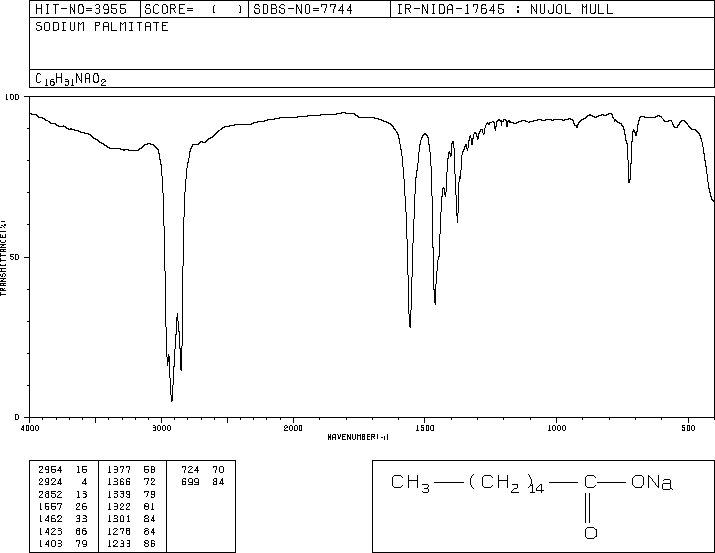 HIT-NO=3955 SCORE= ( ) SDBS-NO=7744 IR-NIDA-17645 : NUJOL MULL
SODIUM PALMITATE
C16H31NAO2
100
50
0
TRANSMITTANCE(%)
4000 3000 2000 1500 1000 500
WAVENUMBER(-1)
2954 16 1377 58 724 70
2924 4 1366 72 699 84
2852 13 1339 79
1557 26 1322 81
1462 33 1301 84
1423 66 1278 84
1403 79 1233 86
CH3—(CH2)14—C—ONa
O